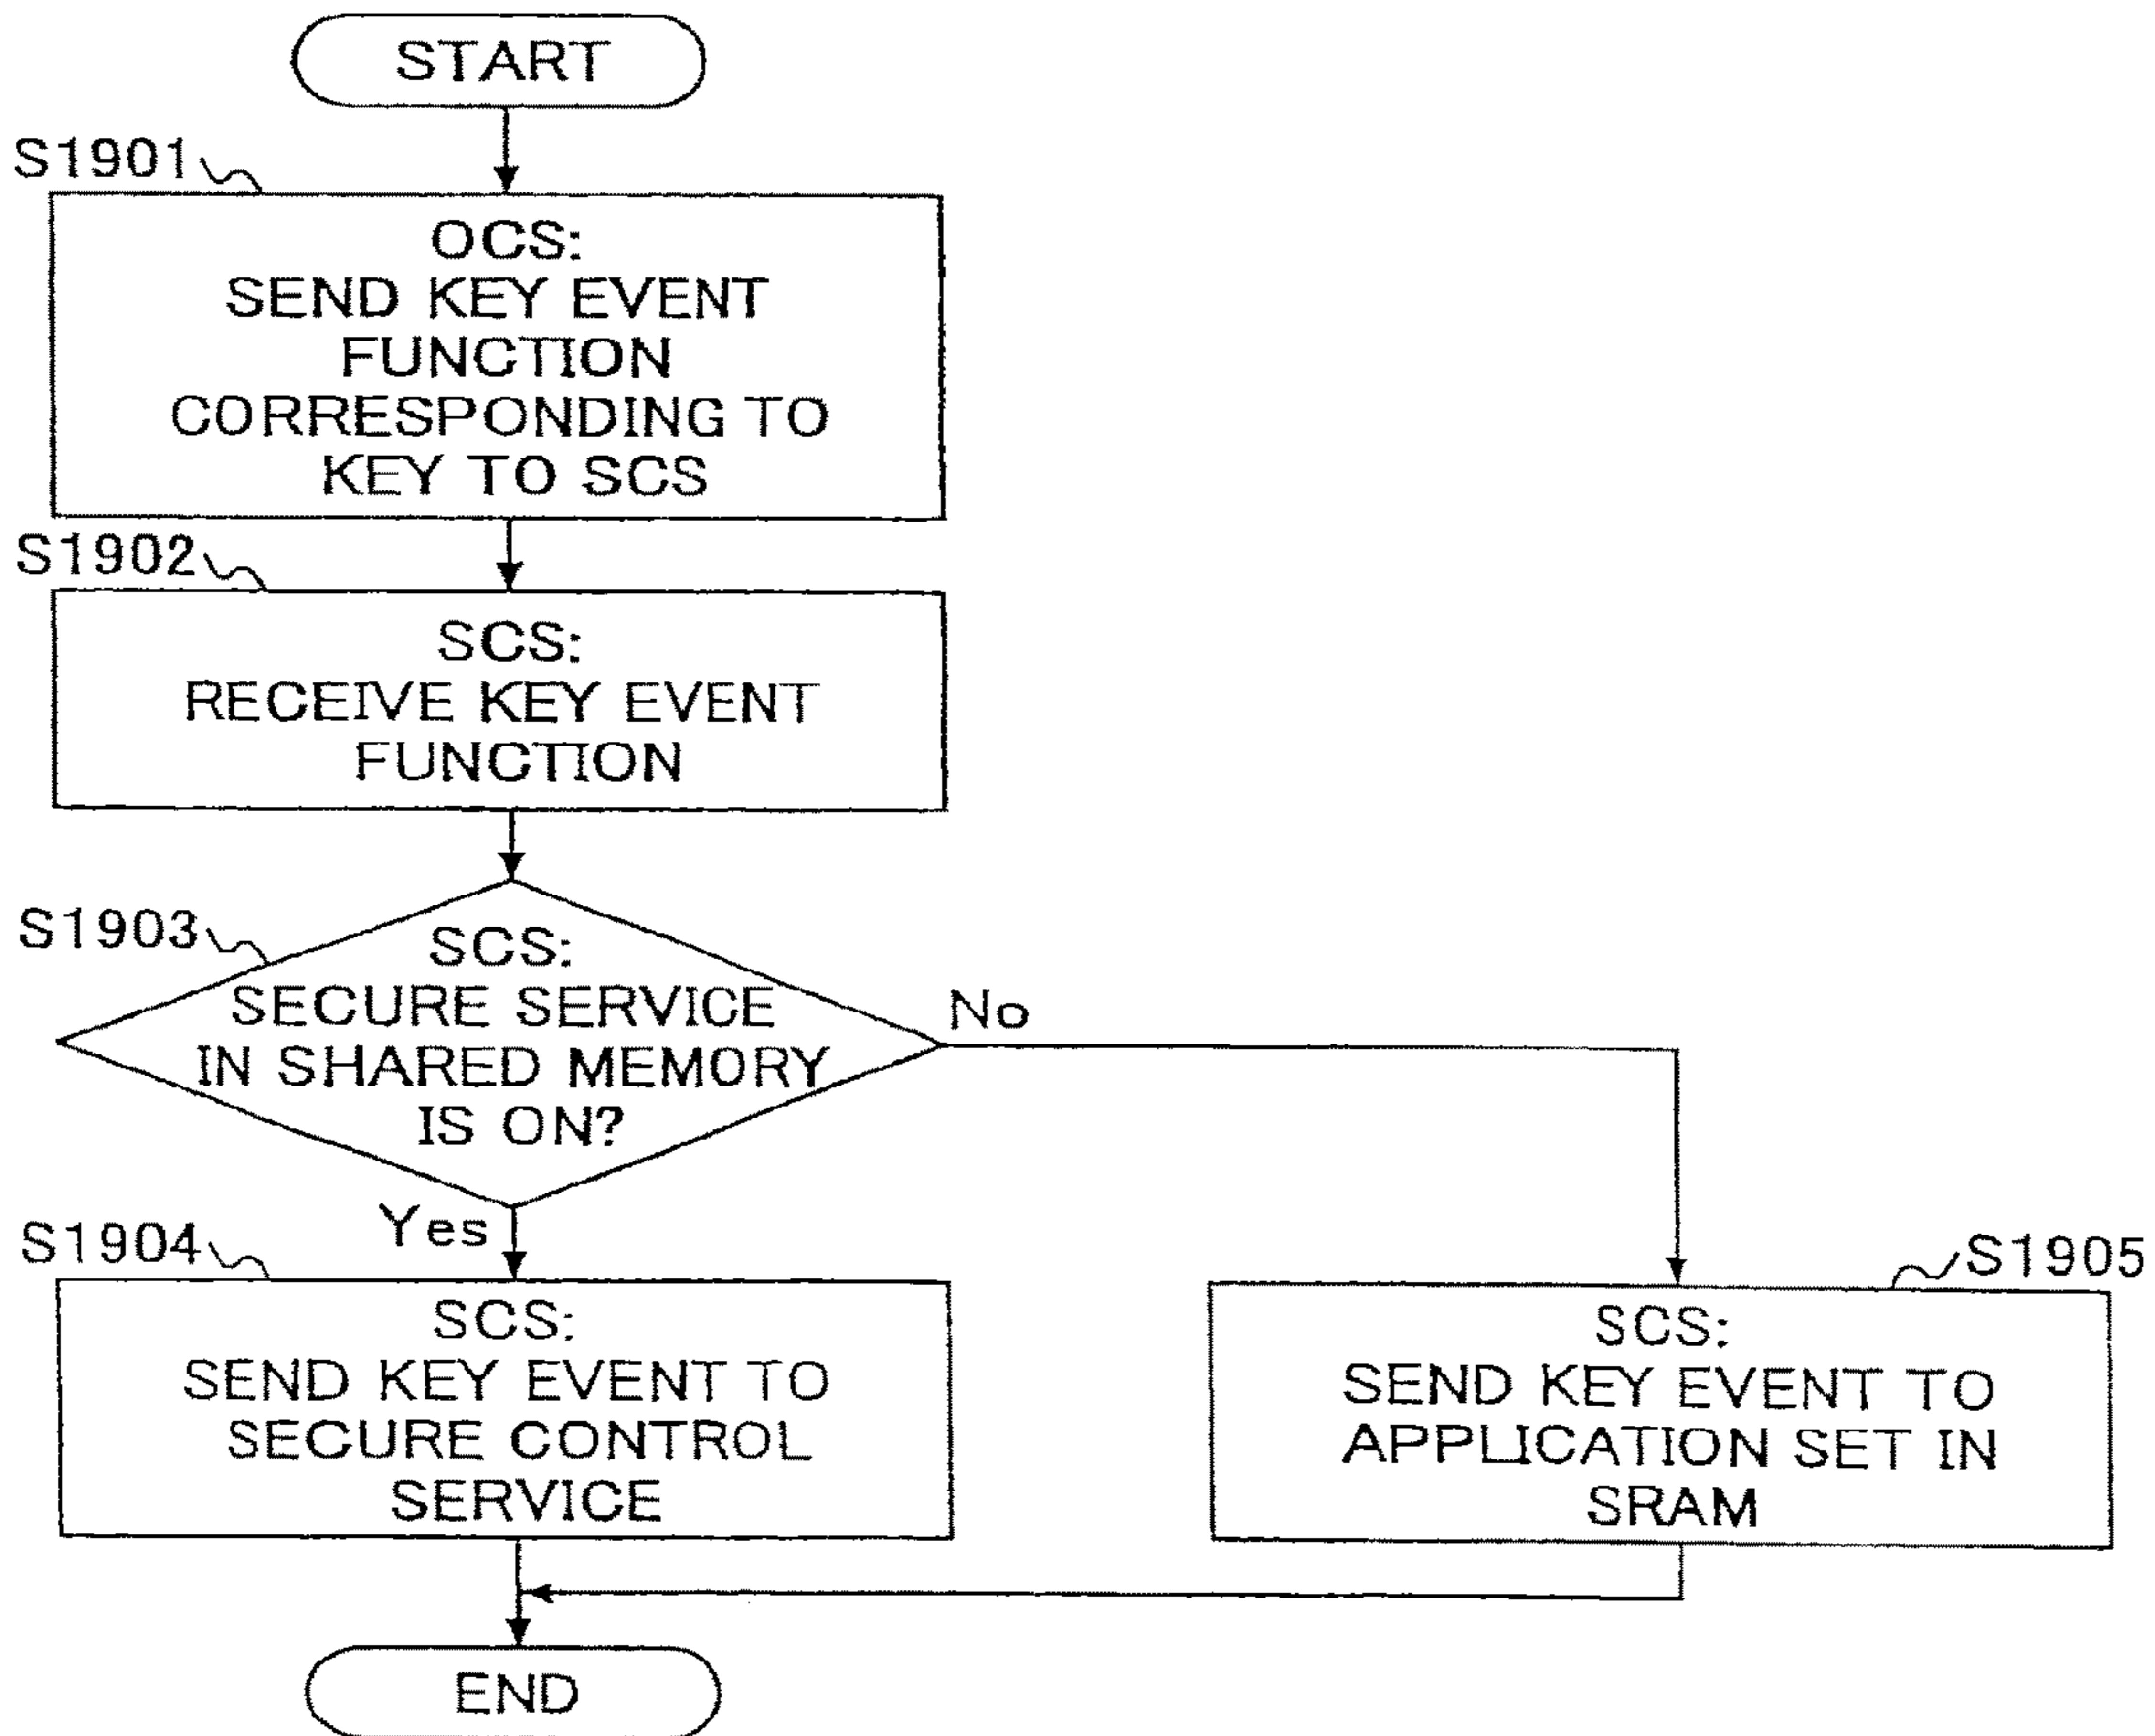 START
S1901
OCS:
SEND KEY EVENT
FUNCTION
CORRESPONDING TO
KEY TO SCS
S1902
SCS:
RECEIVE KEY EVENT
FUNCTION
S1903
SCS:
SECURE SERVICE
IN SHARED MEMORY
IS ON?
No
Yes
S1904
SCS:
SEND KEY EVENT TO
SECURE CONTROL
SERVICE
S1905
SCS:
SEND KEY EVENT TO
APPLICATION SET IN
SRAM
END